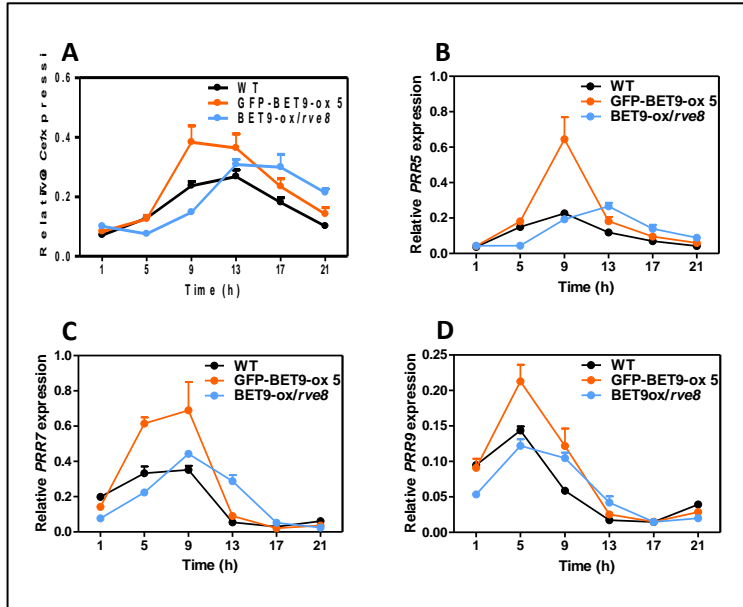 A
WT
GFP-BET9-ox 5
BET9-ox/rve8
0.6
0.4
0.2
0.0
1 5 9 13 17 21
Time (h)
B
Relative PRR5 expression
WT
GFP-BET9-ox 5
BET9-ox/rve8
1.0
0.8
0.6
0.4
0.2
0.0
1 5 9 13 17 21
Time (h)
C
Relative PRR7 expression
WT
GFP-BET9-ox 5
BET9-ox/rve8
1.0
0.8
0.6
0.4
0.2
0.0
1 5 9 13 17 21
Time (h)
D
Relative PRR9 expression
WT
GFP-BET9-ox 5
BET9ox/rve8
0.25
0.20
0.15
0.10
0.05
0.00
1 5 9 13 17 21
Time (h)